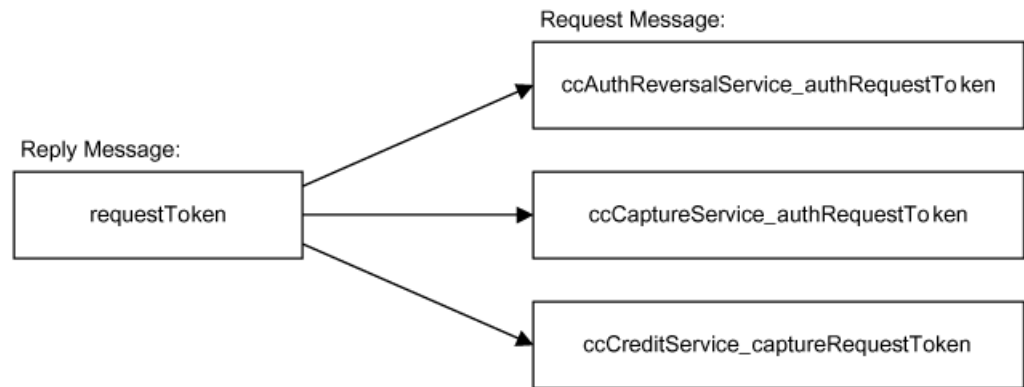 Request Message:
ccAuthReversalService_authRequestToken
Reply Message:
requestToken
ccCaptureService_authRequestToken
ccCreditService_captureRequestToken